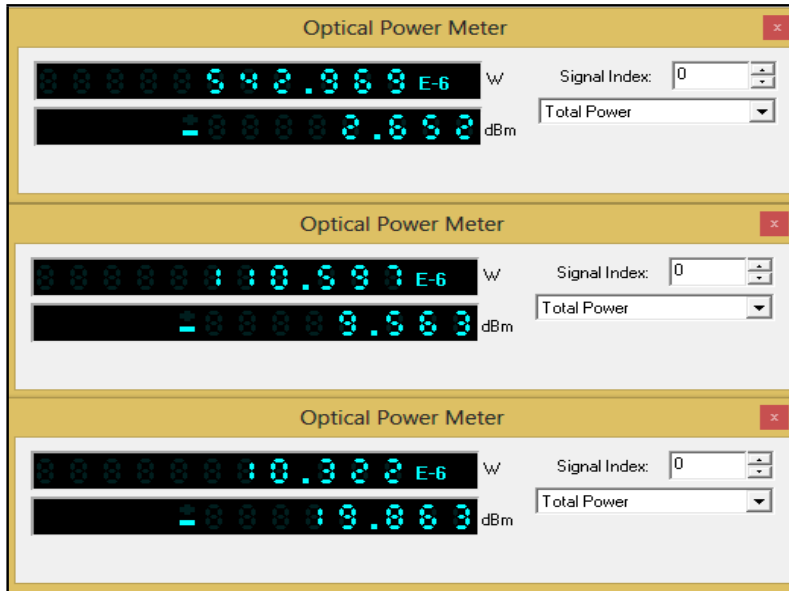 Optical Power Meter x
542.969 E-6 W Signal Index: 0
- 2.652 dBm Total Power
Optical Power Meter x
110.597 E-6 W Signal Index: 0
- 9.563 dBm Total Power
Optical Power Meter x
10.322 E-6 W Signal Index: 0
- 19.863 dBm Total Power